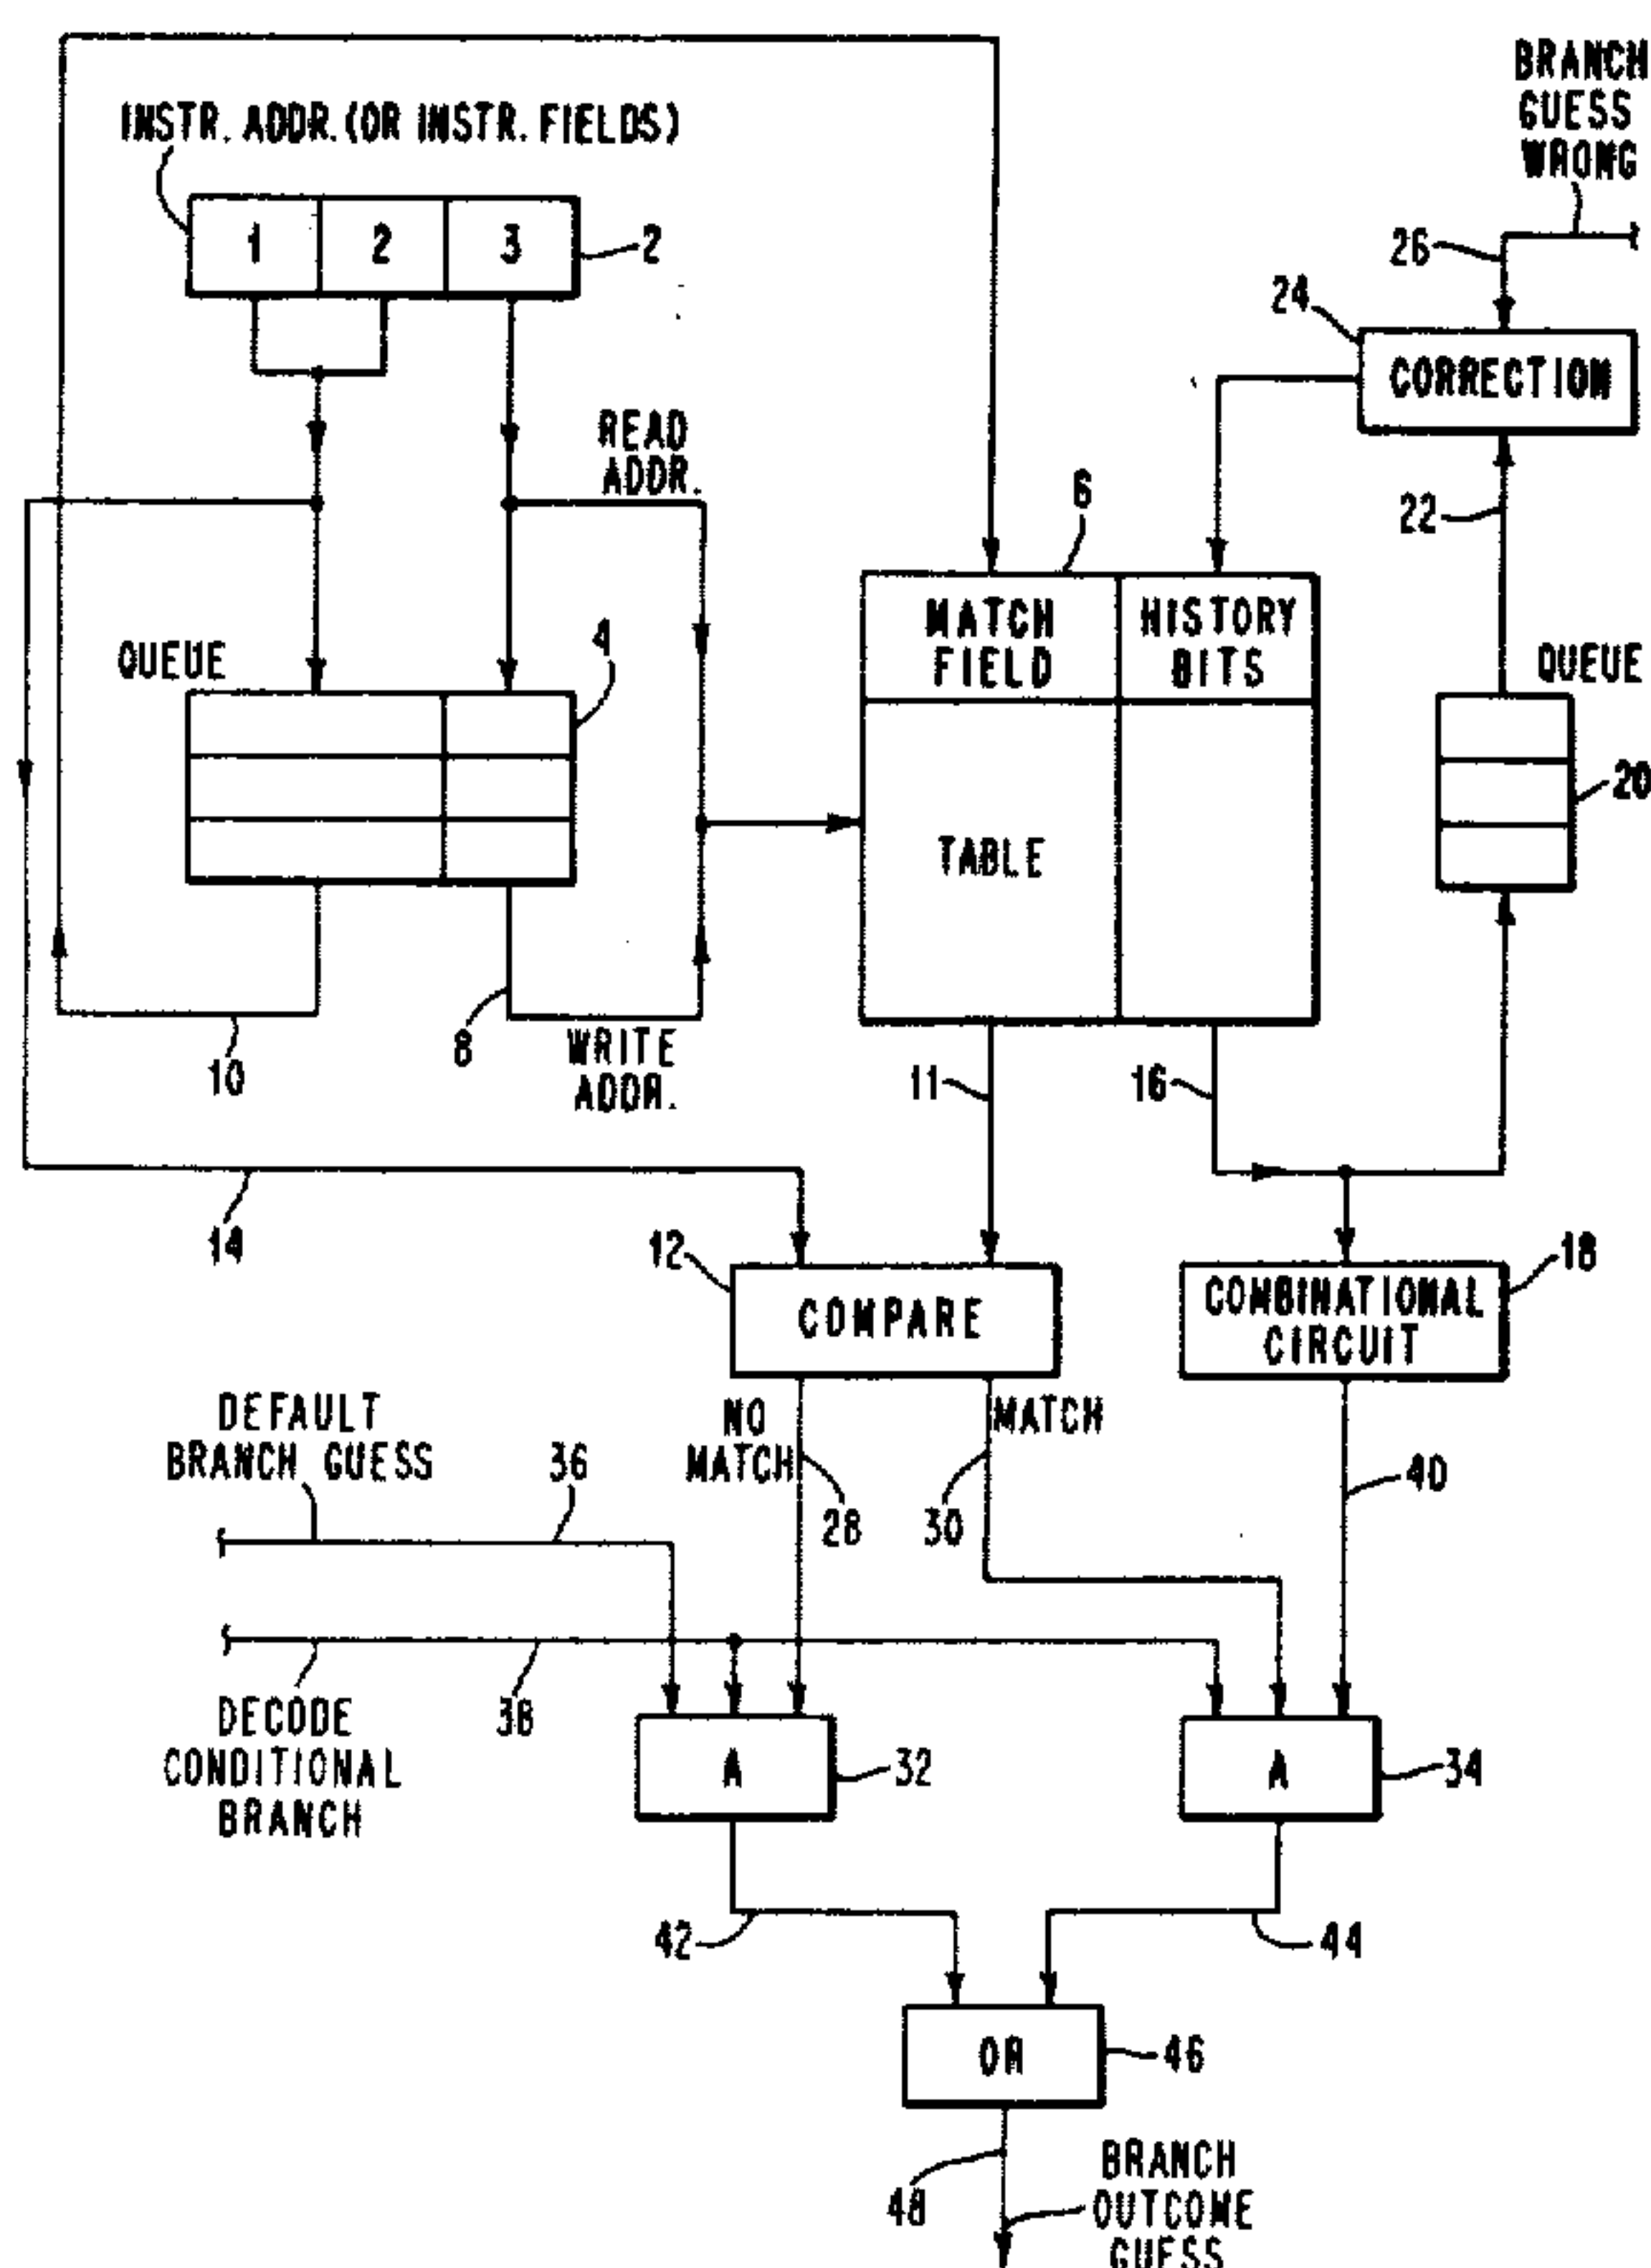 BRANCH
GUESS
WRONG
INSTR. ADDR. (OR INSTR. FIELDS)
1 2 3
2
26
24
CORRECTION
READ
ADDR.
22
6
MATCH
FIELD
HISTORY
BITS
QUEUE
4
QUEUE
20
TABLE
8
WRITE
ADDR.
10
11
16
14
12
COMPARE
18
COMBINATIONAL
CIRCUIT
DEFAULT
BRANCH GUESS
36
NO
MATCH
MATCH
28
30
40
DECODE
CONDITIONAL
BRANCH
38
A
32
A
34
42
44
OR
46
48
BRANCH
OUTCOME
GUESS